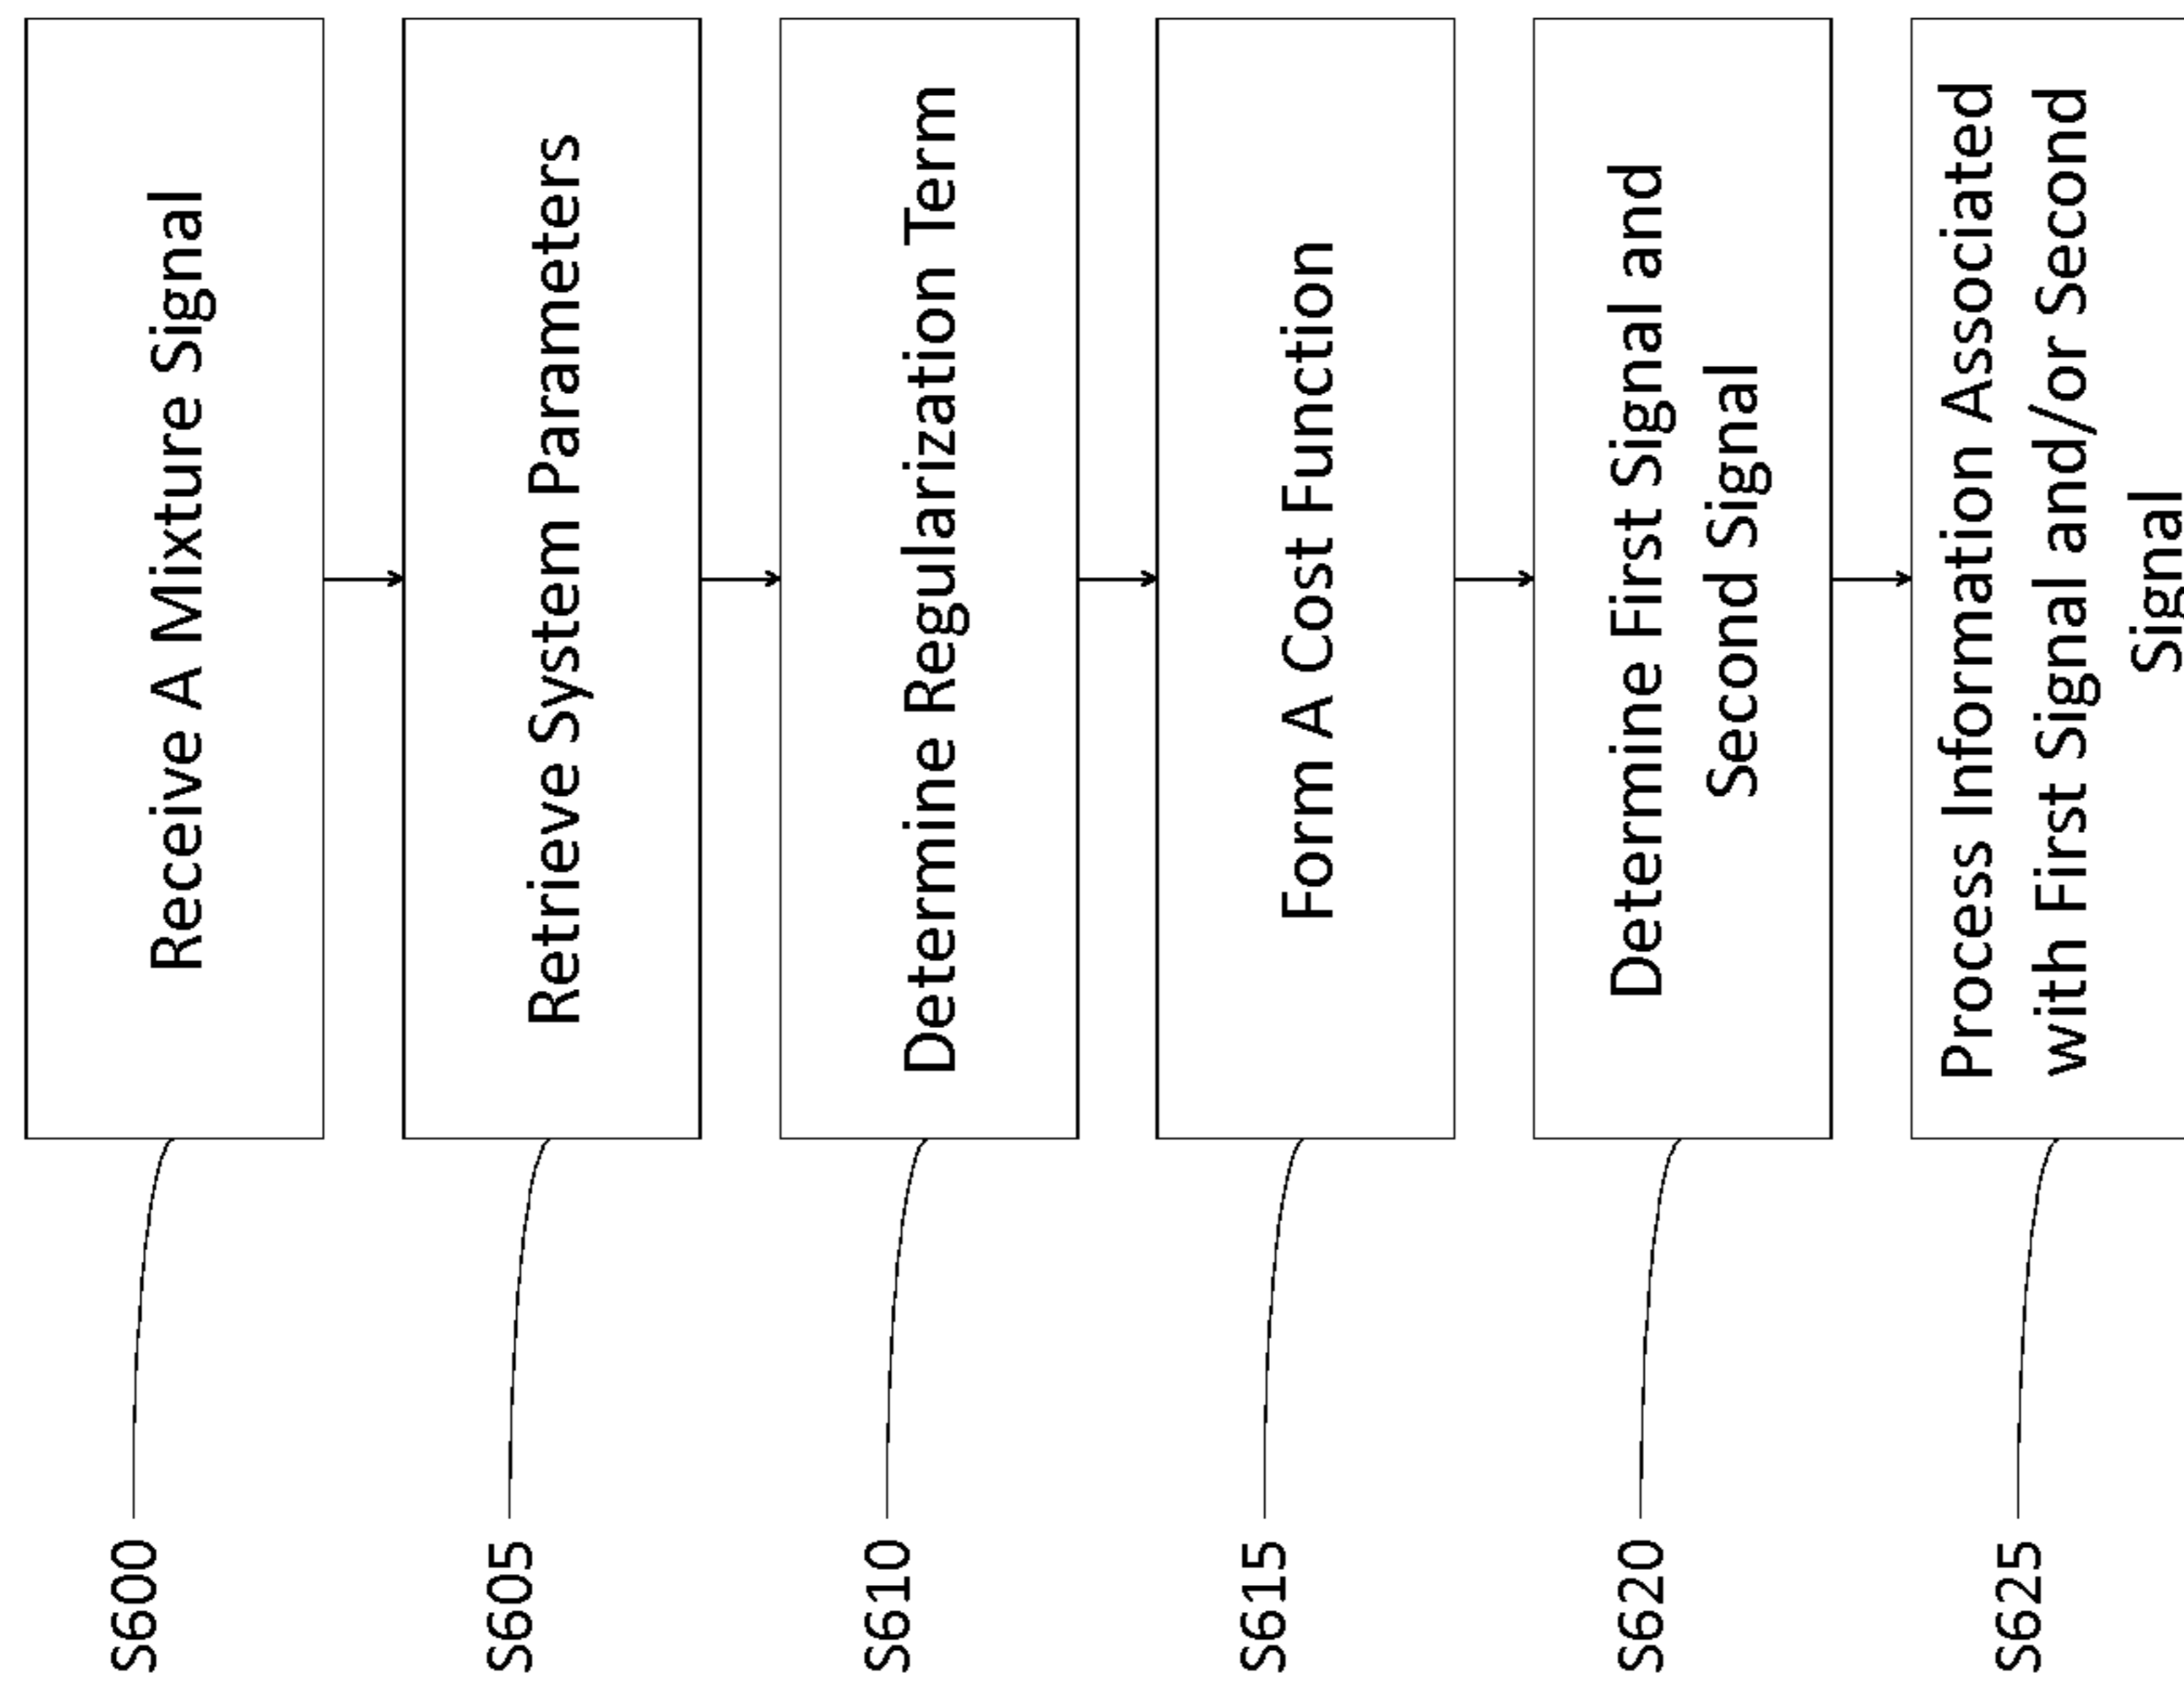 S600
Receive A Mixture Signal
S605
Retrieve System Parameters
S610
Determine Regularization Term
S615
Form A Cost Function
S620
Determine First Signal and
Second Signal
S625
Process Information Associated
with First Signal and/or Second
Signal